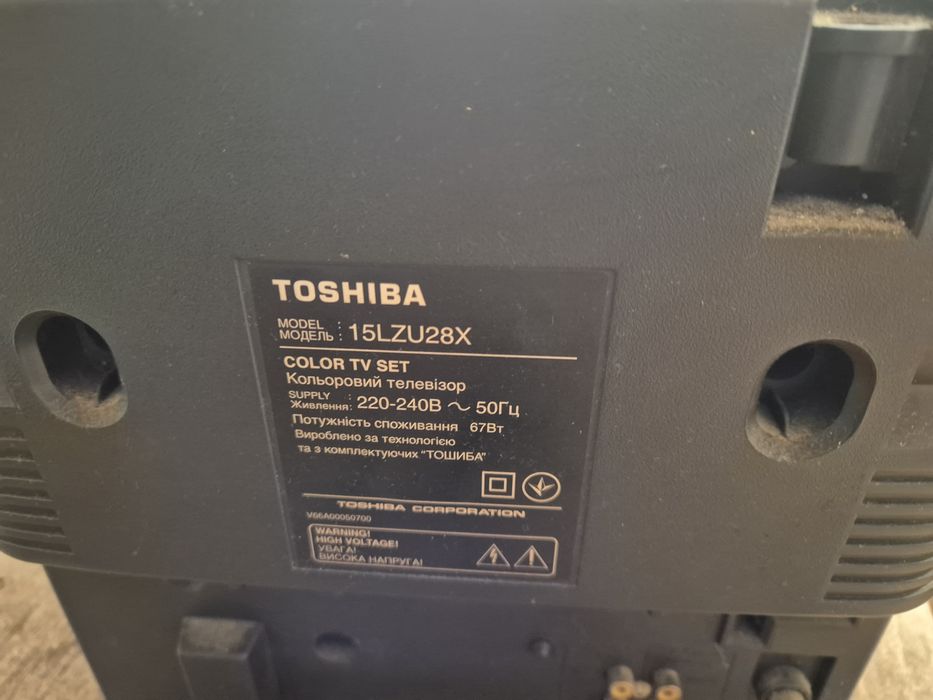 TOSHIBA
MODEL :
МОДЕЛЬ : 15LZU28X
COLOR TV SET
Кольоровий телевізор
SUPPLY :
Живлення: 220-240В ~ 50Гц
Потужність споживання 67Вт
Вироблено за технологією
та з комплектуючих "ТОШИБА"
TOSHIBA CORPORATION
V66A00050700
WARNING!
HIGH VOLTAGE!
УВАГА!
ВИСОКА НАПРУГА!